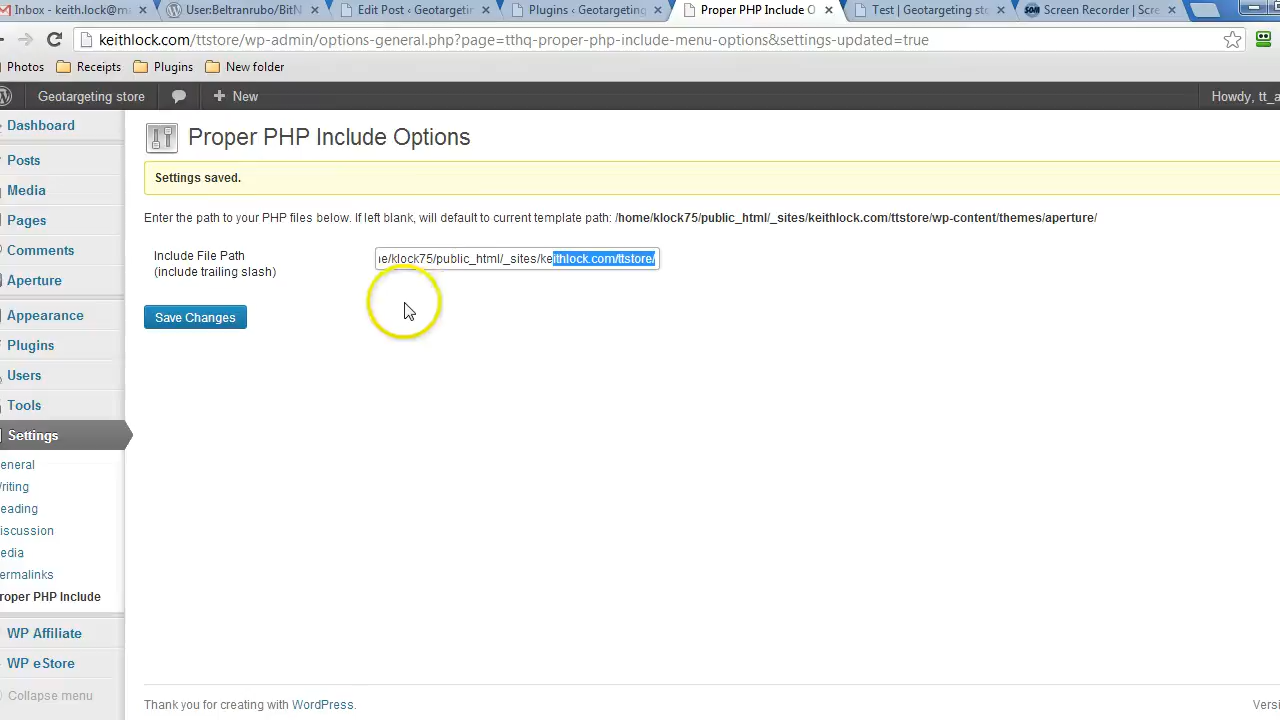 Inbox - keith.lock@m
User:Beltranrubo/BitN
Edit Post ‹ Geotargetin
Plugins ‹ Geotargeting
Proper PHP Include O
Test | Geotargeting sto
Screen Recorder | Scre
keithlock.com/ttstore/wp-admin/options-general.php?page=tthq-proper-php-include-menu-options&settings-updated=true
Photos
Receipts
Plugins
New folder
Geotargeting store
New
Howdy, tt_a
Dashboard
Posts
Media
Pages
Comments
Aperture
Appearance
Plugins
Users
Tools
Settings
eneral
riting
eading
iscussion
edia
ermalinks
roper PHP Include
WP Affiliate
WP eStore
Collapse menu
Proper PHP Include Options
Settings saved.
Enter the path to your PHP files below. If left blank, will default to current template path: /home/klock75/public_html/_sites/keithlock.com/ttstore/wp-content/themes/aperture/
Include File Path
(include trailing slash)
e/klock75/public_html/_sites/keithlock.com/ttstore/
Save Changes
Thank you for creating with WordPress.
Versi